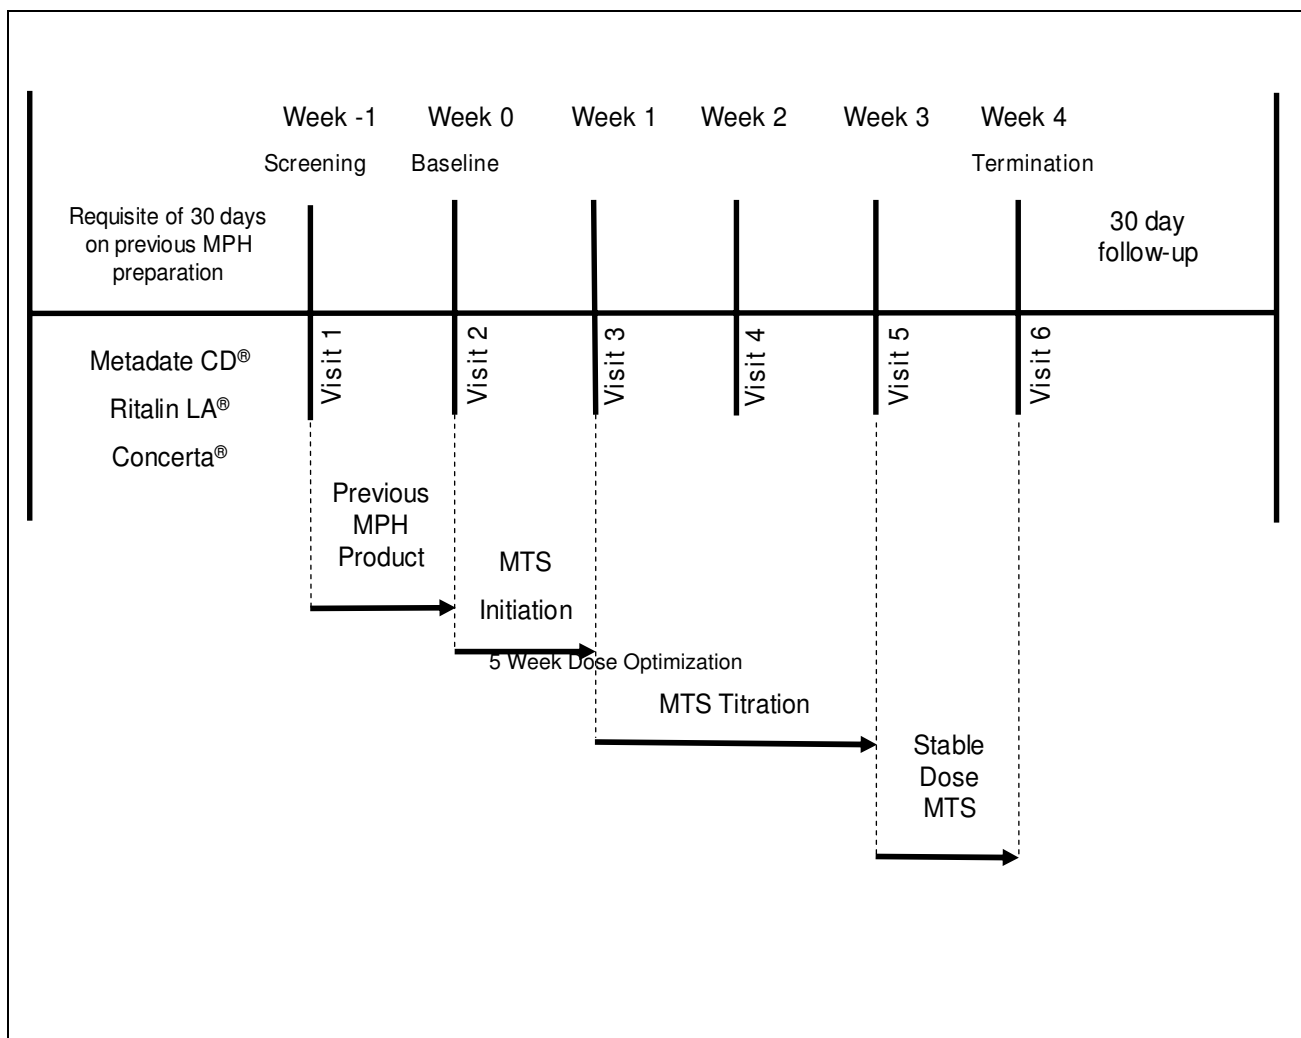 Week -1
Week 0
Week 1
Week 2
Week 3
Week 4
Screening
Baseline
Termination
Requisite of 30 days
on previous MPH
preparation
30 day
follow-up
Visit 1
Visit 2
Visit 3
Visit 4
Visit 5
Visit 6
Metadate CD®
Ritalin LA®
Concerta®
Previous
MPH
Product
MTS
Initiation
5 Week Dose Optimization
MTS Titration
Stable
Dose
MTS